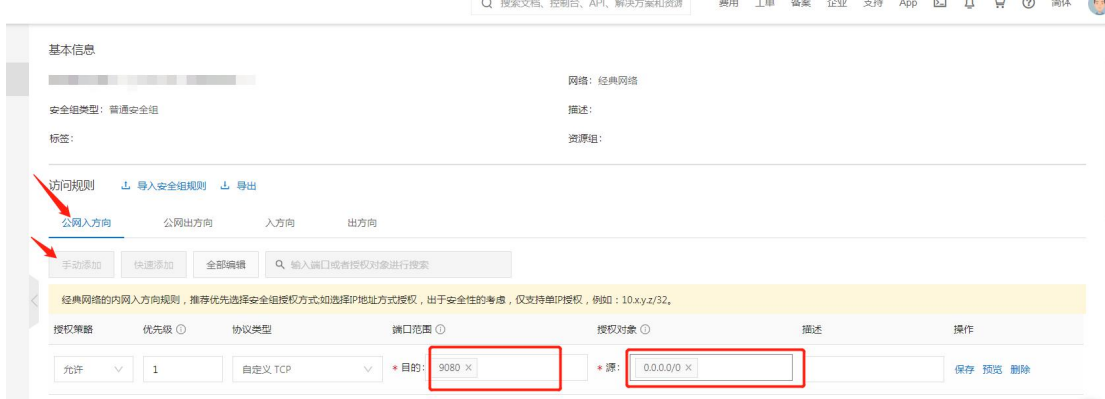 搜索文档、控制台、API、解决方案和资源 费用 工单 备案 企业 支持 App 简体
基本信息
网络：经典网络
安全组类型：普通安全组 描述：
标签： 资源组：
访问规则 导入安全组规则 导出
公网入方向 公网出方向 入方向 出方向
手动添加 快速添加 全部编辑 输入端口或者授权对象进行搜索
经典网络的内网入方向规则，推荐优先选择安全组授权方式;如选择IP地址方式授权，出于安全性的考虑，仅支持单IP授权，例如：10.x.y.z/32。
授权策略 优先级 协议类型 端口范围 授权对象 描述 操作
允许 1 自定义 TCP * 目的： 9080 × * 源： 0.0.0.0/0 × 保存 预览 删除